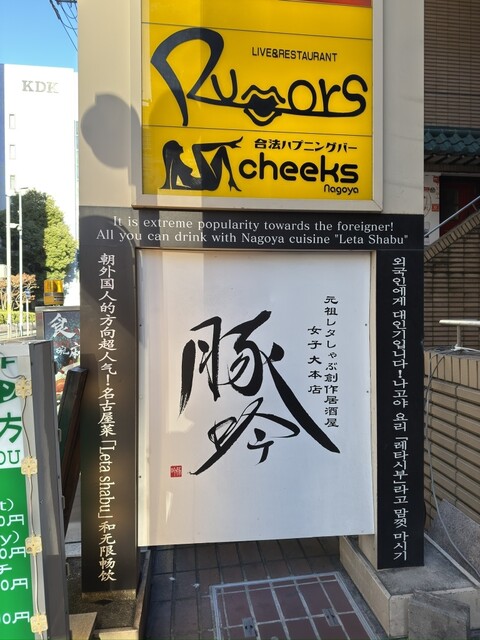 KDK
LIVE&RESTAURANT
Rumors
合法ハプニングバー
cheeks
Nagoya
It is extreme popularity towards the foreigner!
All you can drink with Nagoya cuisine "Leta Shabu"
朝外国人的方向超人气!名古屋菜「Leta shabu」和无限畅饮
元祖レタしゃぶ創作居酒屋
女子大本店
豚吟
외국인에게 대인기입니다!나고야 요리 「레타시부」라고 맘껏 마시기
食
方
OU